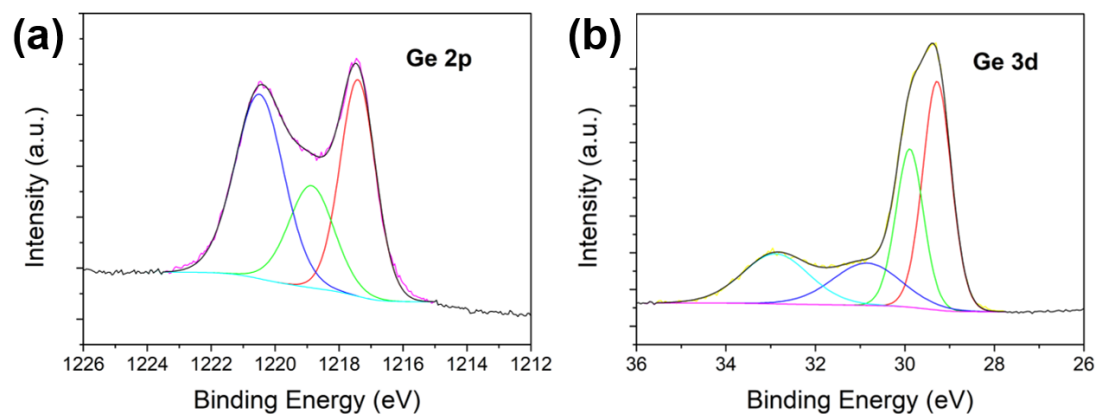 (a)
Ge 2p
Intensity (a.u.)
1226 1224 1222 1220 1218 1216 1214 1212
Binding Energy (eV)
(b)
Ge 3d
Intensity (a.u.)
36 34 32 30 28 26
Binding Energy (eV)